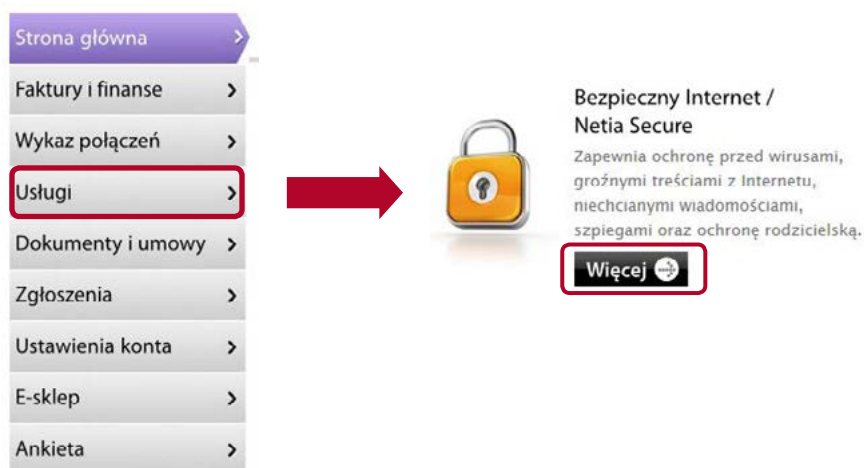 Strona główna
Faktury i finanse
Wykaz połączeń
Usługi
Dokumenty i umowy
Zgłoszenia
Ustawienia konta
E-sklep
Ankieta
Bezpieczny Internet /
Netia Secure
Zapewnia ochronę przed wirusami,
groźnymi treściami z Internetu,
niechcianymi wiadomościami,
szpiegami oraz ochronę rodzicielską.
Więcej